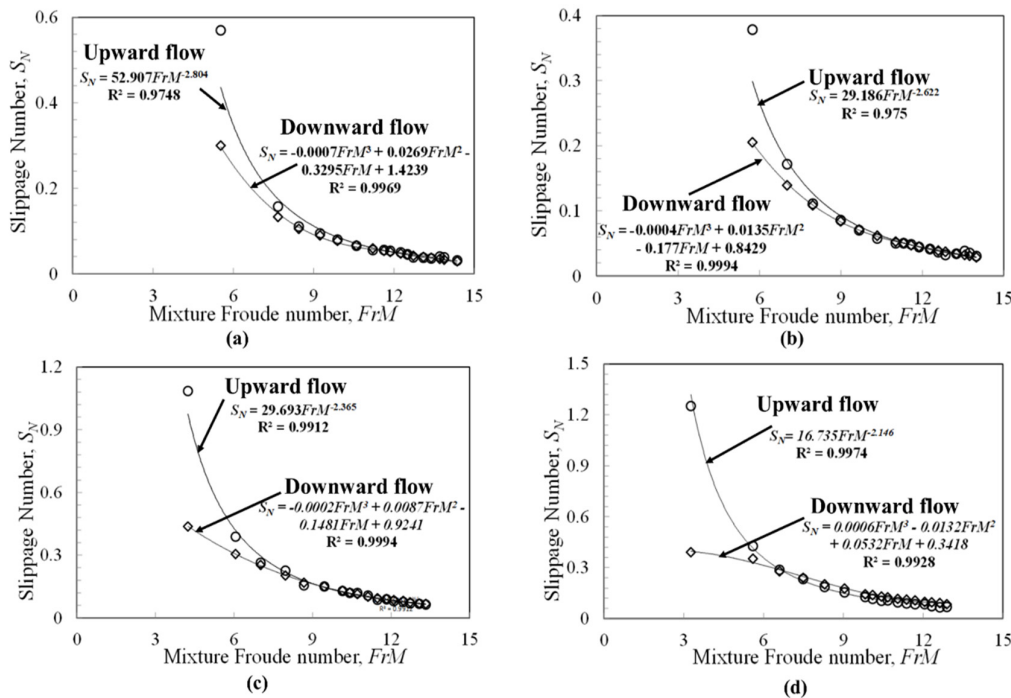 0.6
0.4
0.2
0
Slippage Number, S_N
Upward flow
S_N = 52.907FrM^-2.804
R² = 0.9748
Downward flow
S_N = -0.0007FrM³ + 0.0269FrM² -
0.3295FrM + 1.4239
R² = 0.9969
0 3 6 9 12 15
Mixture Froude number, FrM
(a)
0.4
0.3
0.2
0.1
0
Slippage Number, S_N
Upward flow
S_N = 29.186FrM^-2.622
R² = 0.975
Downward flow
S_N = -0.0004FrM³ + 0.0135FrM²
- 0.177FrM + 0.8429
R² = 0.9994
0 3 6 9 12 15
Mixture Froude number, FrM
(b)
1.2
0.9
0.6
0.3
0
Slippage Number, S_N
Upward flow
S_N = 29.693FrM^-2.365
R² = 0.9912
Downward flow
S_N = -0.0002FrM³ + 0.0087FrM² -
0.1481FrM + 0.9241
R² = 0.9994
0 3 6 9 12 15
Mixture Froude number, FrM
(c)
1.5
1.2
0.9
0.6
0.3
0.0
Slippage Number, S_N
Upward flow
S_N = 16.735FrM^-2.146
R² = 0.9974
Downward flow
S_N = 0.0006FrM³ - 0.0132FrM²
+ 0.0532FrM + 0.3418
R² = 0.9928
0 3 6 9 12 15
Mixture Froude number, FrM
(d)